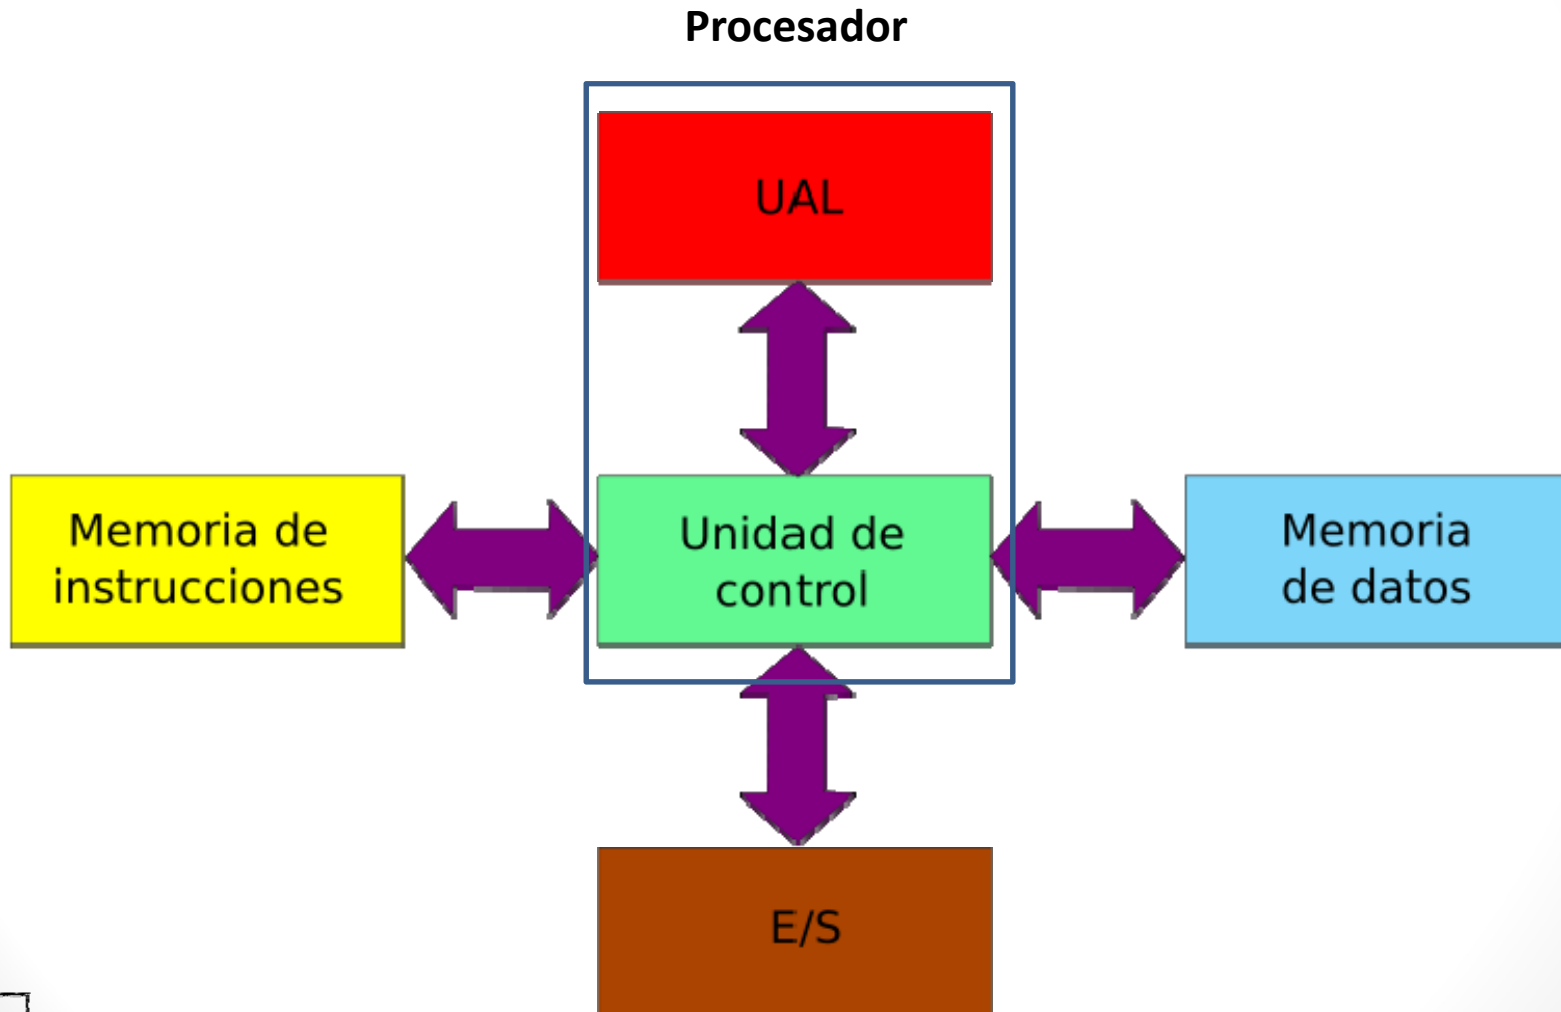 Procesador
UAL
Memoria de
instrucciones
Unidad de
control
Memoria
de datos
E/S